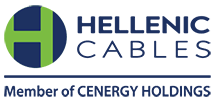 HELLENIC
CABLES
Member of CENERGY HOLDINGS